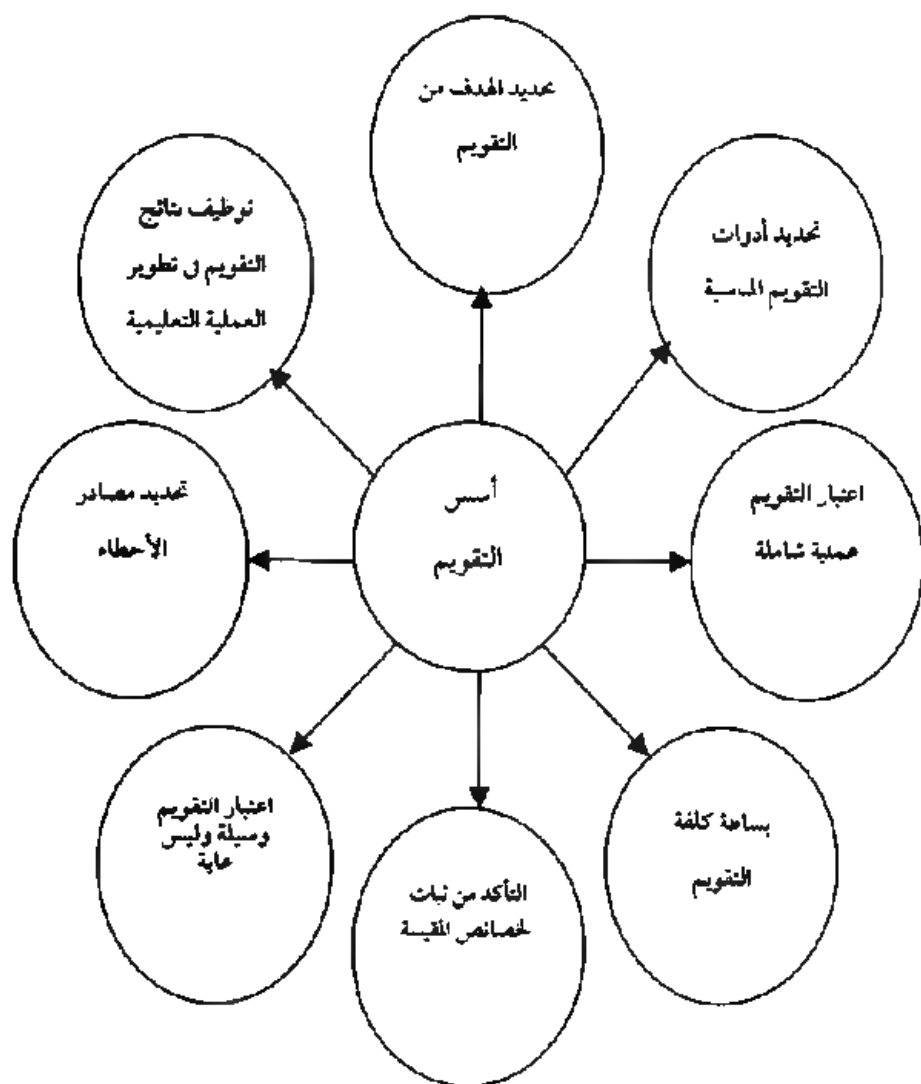 تحديد الهدف من
التقويم
تحديد أدوات
التقويم المناسبة
اعتبار التقويم
عملية شاملة
بساطة كلفة
التقويم
التأكد من ثبات
لخصائص المقيسة
اعتبار التقويم
وسيلة وليس
غاية
تحديد مصادر
الأخطاء
توظيف نتائج
التقويم في تطوير
العملية التعليمية
أسس
التقويم